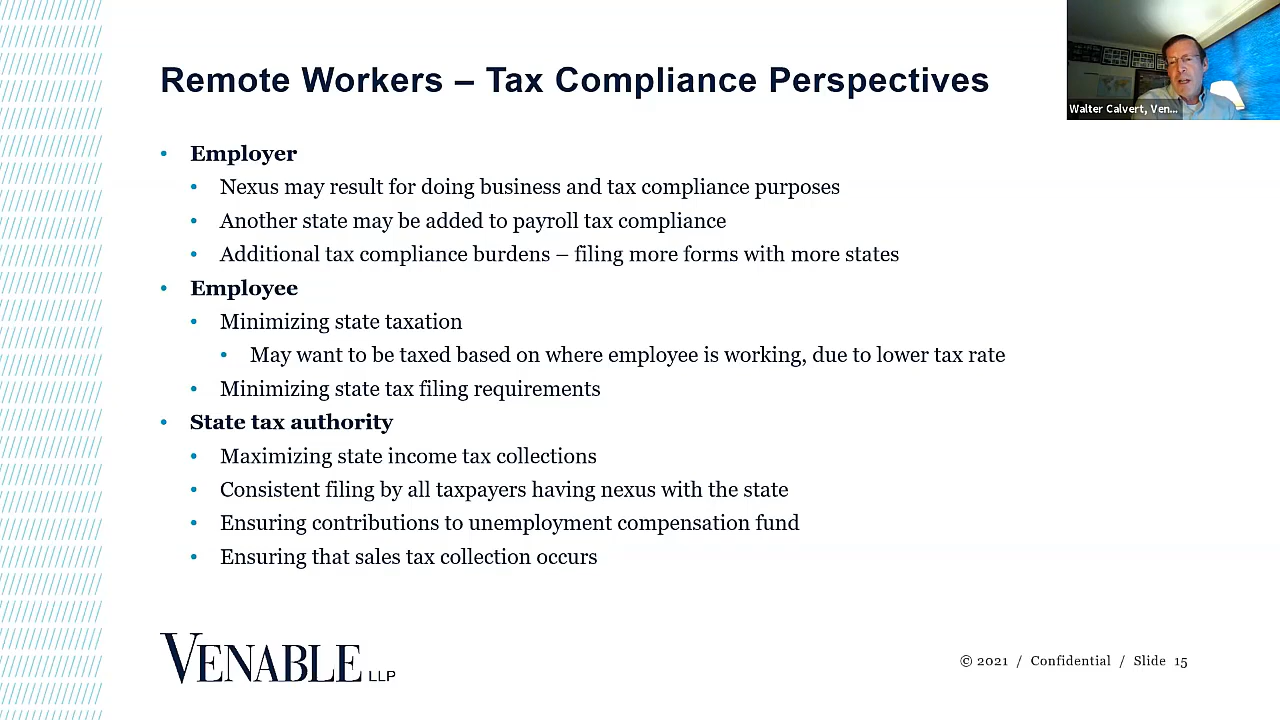 Remote Workers – Tax Compliance Perspectives
Walter Calvert, Ven...
• Employer
• Nexus may result for doing business and tax compliance purposes
• Another state may be added to payroll tax compliance
• Additional tax compliance burdens – filing more forms with more states
• Employee
• Minimizing state taxation
• May want to be taxed based on where employee is working, due to lower tax rate
• Minimizing state tax filing requirements
• State tax authority
• Maximizing state income tax collections
• Consistent filing by all taxpayers having nexus with the state
• Ensuring contributions to unemployment compensation fund
• Ensuring that sales tax collection occurs
VENABLE LLP
© 2021 / Confidential / Slide 15